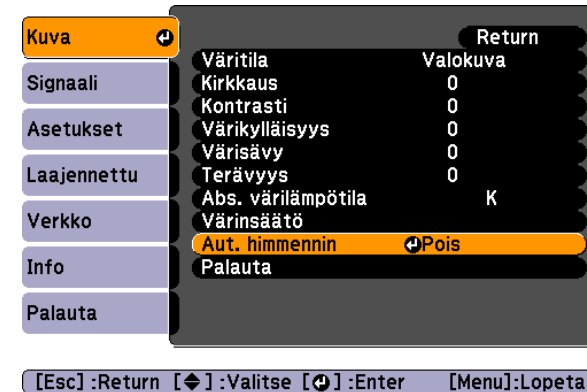 Kuva
Signaali
Asetukset
Laajennettu
Verkko
Info
Palauta
Return
Väritila Valokuva
Kirkkaus 0
Kontrasti 0
Värikylläisyys 0
Värisävy 0
Terävyys 0
Abs. värilämpötila K
Värinsäätö
Aut. himmennin Pois
Palauta
[Esc] :Return [◆] :Valitse [⏎] :Enter [Menu]:Lopeta